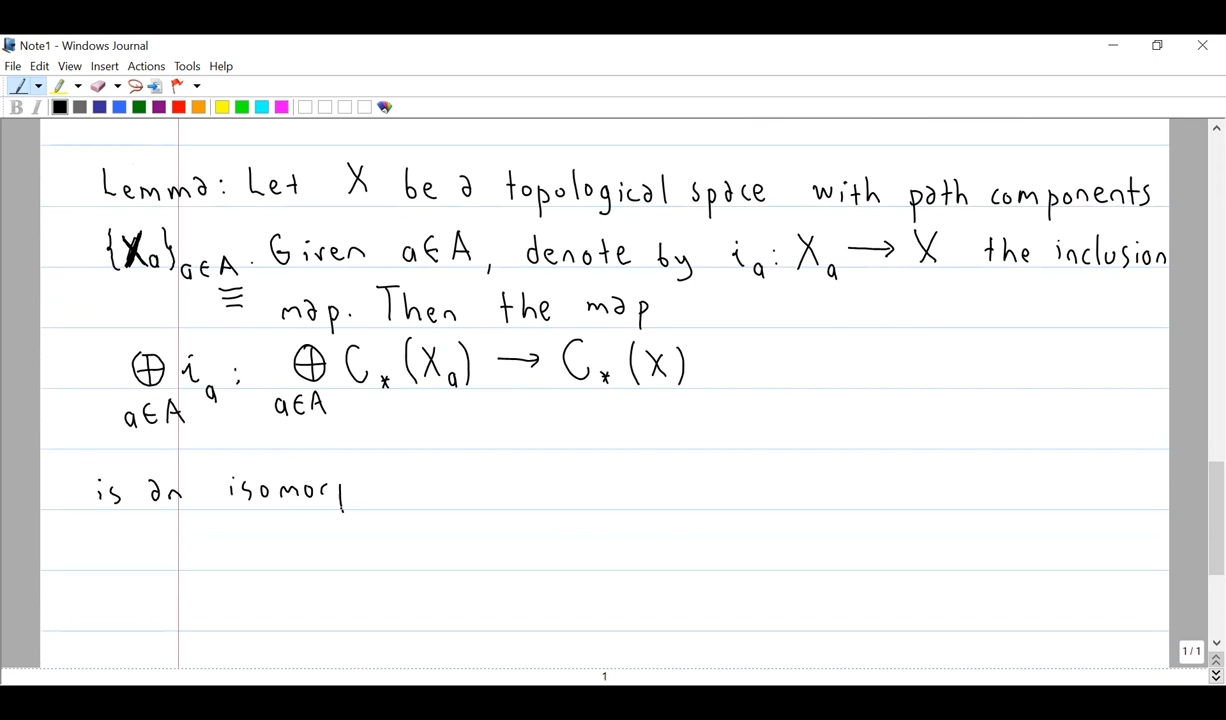 Note1 - Windows Journal
File Edit View Insert Actions Tools Help
B I
Lemma: Let X be a topological space with path components
{Xₐ}ₐ∈A. Given a∈A, denote by iₐ: Xₐ → X the inclusion
map. Then the map
⊕ iₐ: ⊕ C⁎(Xₐ) → C⁎(X)
a∈A a∈A
is an isomorp
1 / 1
1